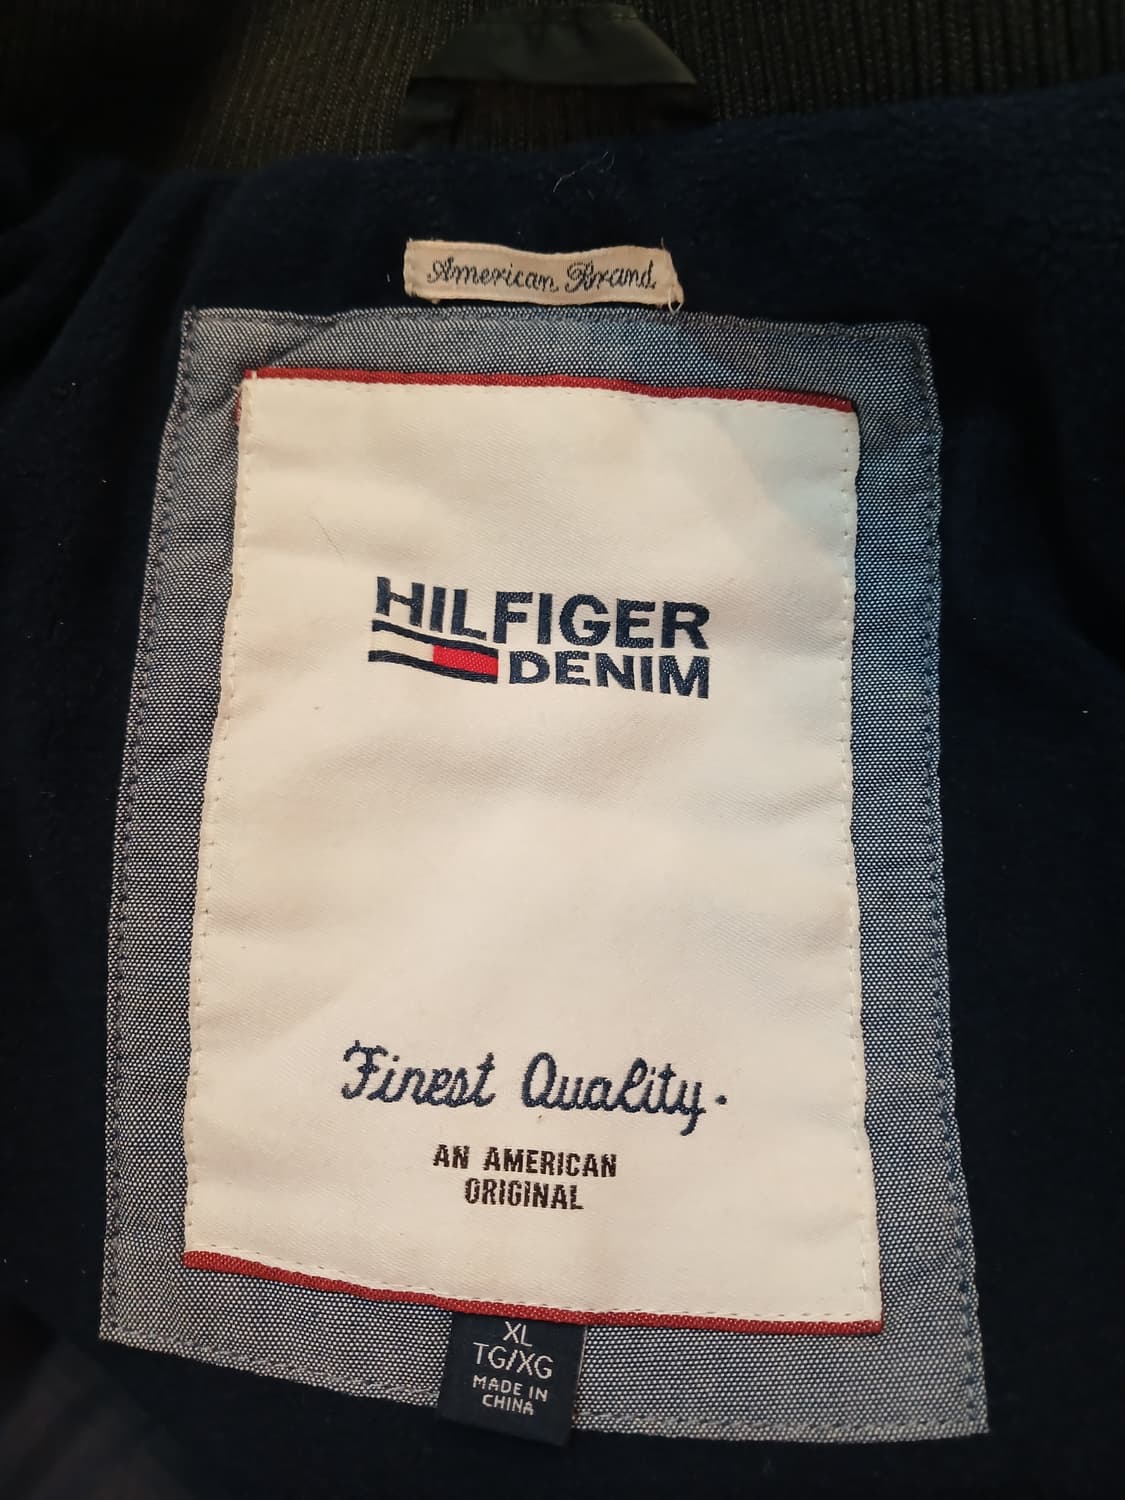 American Brand
HILFIGER
DENIM
Finest Quality.
AN AMERICAN
ORIGINAL
XL
TG/XG
MADE IN
CHINA